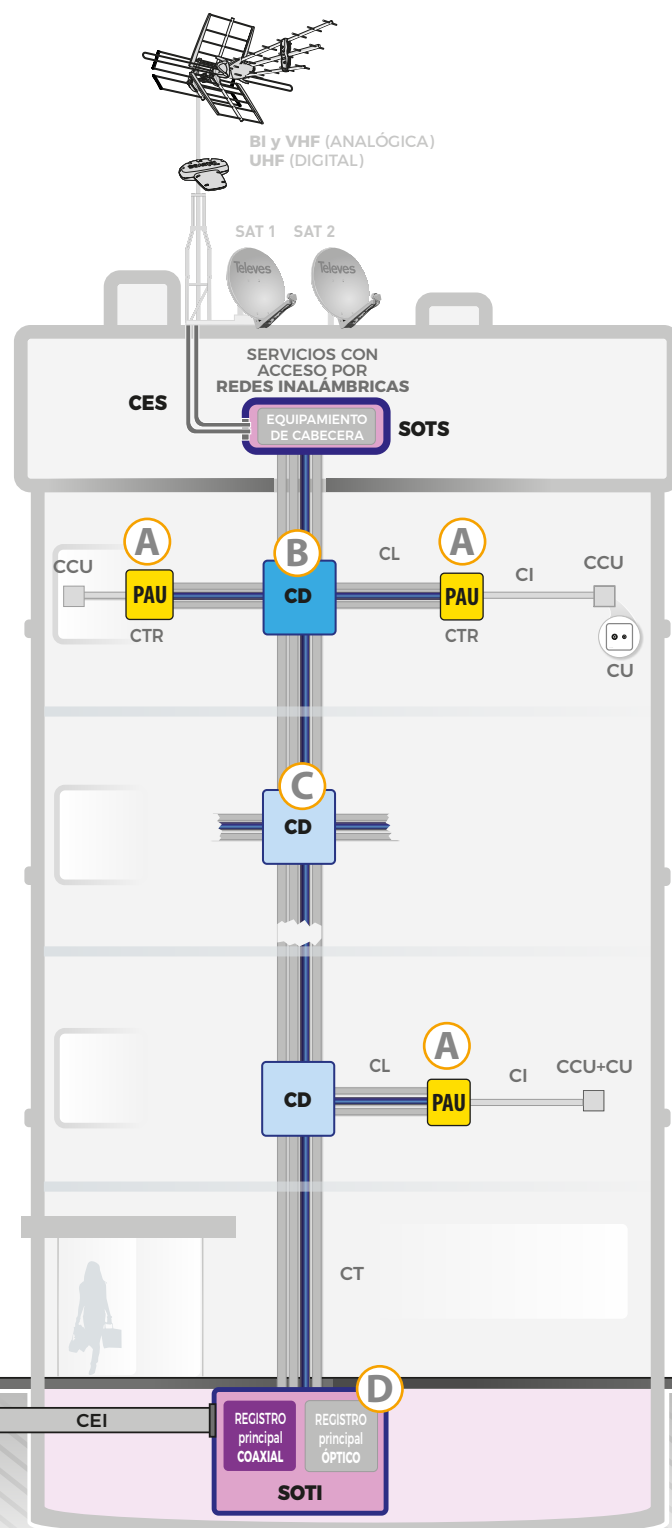 BI y VHF (ANALÓGICA)
UHF (DIGITAL)
SAT 1 SAT 2
Televes Televes
SERVICIOS CON
ACCESO POR
REDES INALÁMBRICAS
CES
EQUIPAMIENTO
DE CABECERA
SOTS
A B A
CCU PAU CD CL PAU CI CCU
CTR CTR
CU
C
CD
A
CD CL PAU CI CCU+CU
CT
D
CEI
REGISTRO
principal
COAXIAL
REGISTRO
principal
ÓPTICO
SOTI